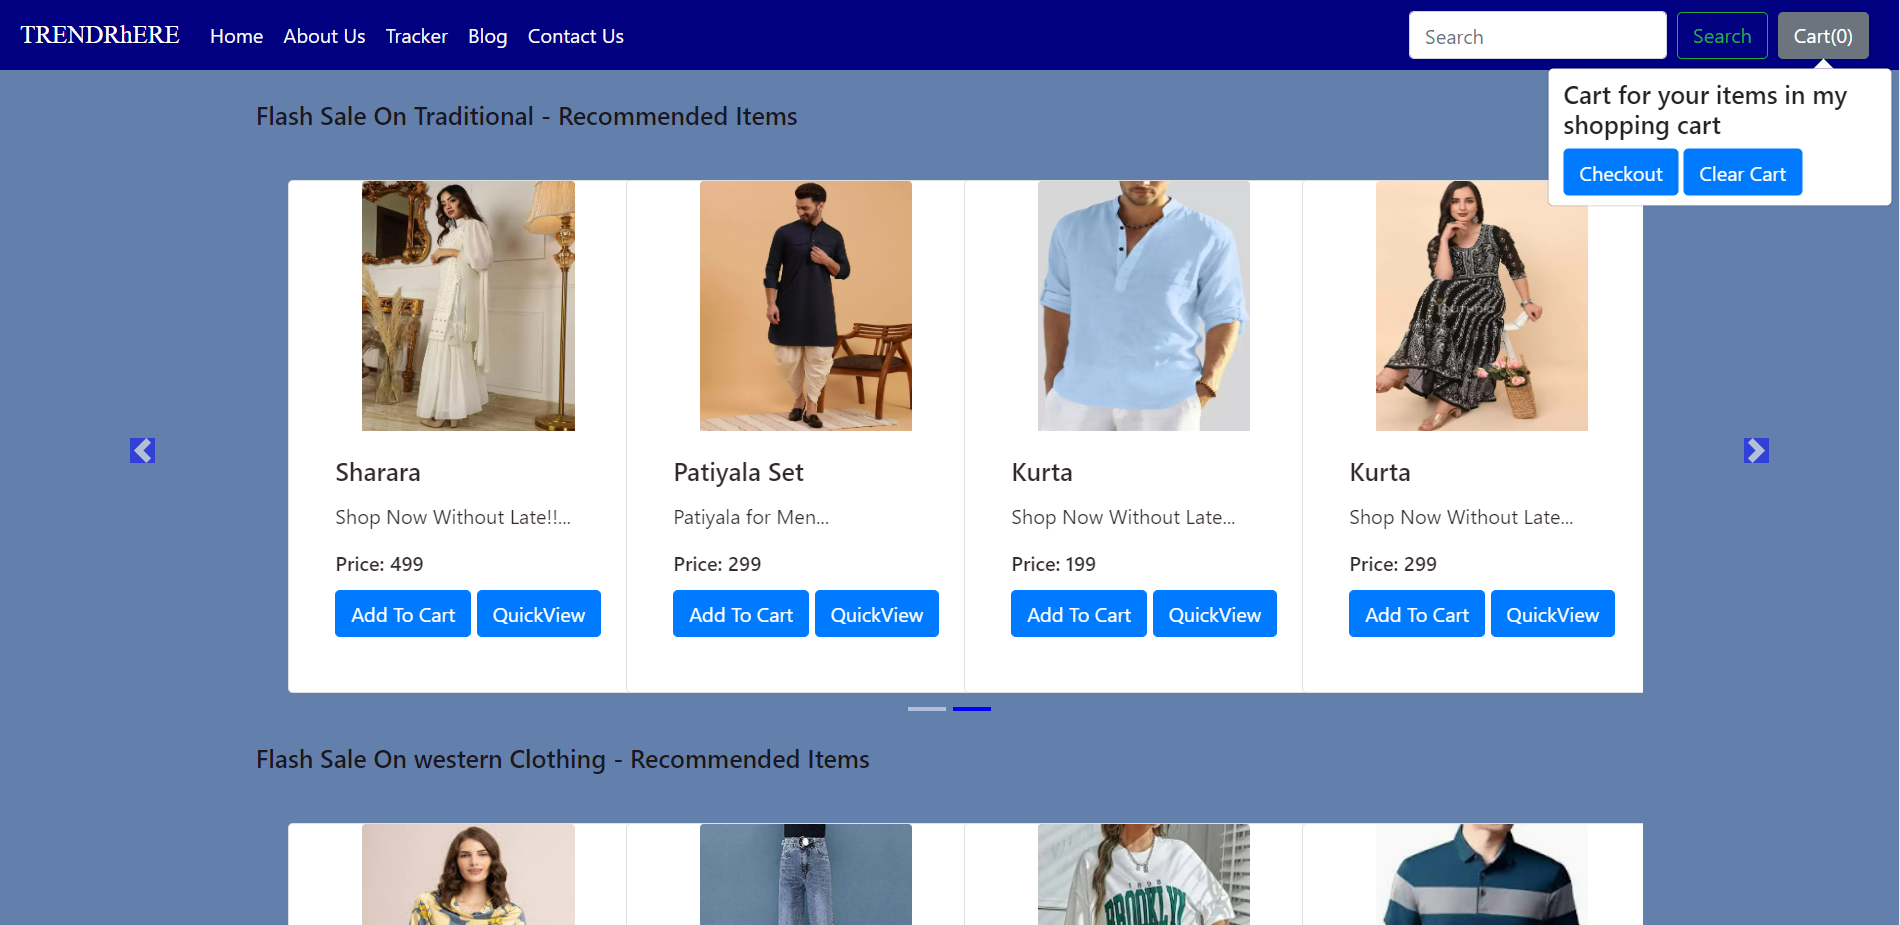 TRENDRhERE Home About Us Tracker Blog Contact Us Search Search Cart(0)
Cart for your items in my
shopping cart
Checkout Clear Cart
Flash Sale On Traditional - Recommended Items
Sharara
Shop Now Without Late!!...
Price: 499
Add To Cart QuickView
Patiyala Set
Patiyala for Men...
Price: 299
Add To Cart QuickView
Kurta
Shop Now Without Late...
Price: 199
Add To Cart QuickView
Kurta
Shop Now Without Late...
Price: 299
Add To Cart QuickView
Flash Sale On western Clothing - Recommended Items
1898
BROOKLYN